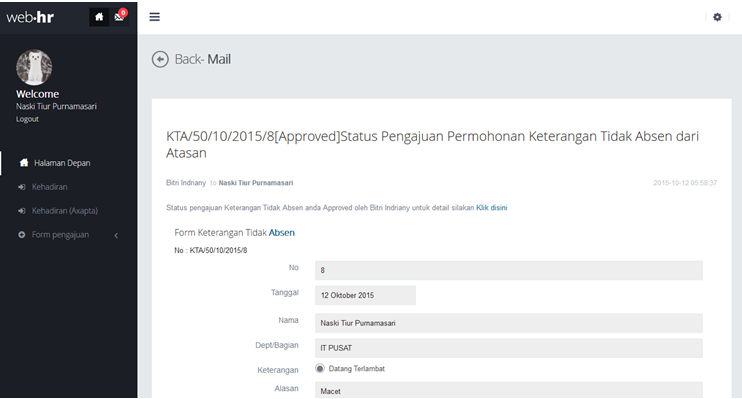 web·hr
9
Welcome
Naski Tiur Purnamasari
Logout
Halaman Depan
Kehadiran
Kehadiran (Axapta)
Form pengajuan
Back- Mail
KTA/50/10/2015/8[Approved]Status Pengajuan Permohonan Keterangan Tidak Absen dari
Atasan
Bitri Indriany to Naski Tiur Purnamasari
2015-10-12 05:58:37
Status pengajuan Keterangan Tidak Absen anda Approved oleh Bitri Indriany untuk detail silakan Klik disini
Form Keterangan Tidak Absen
No : KTA/50/10/2015/8
No 8
Tanggal 12 Oktober 2015
Nama Naski Tiur Purnamasari
Dept/Bagian IT PUSAT
Keterangan Datang Terlambat
Alasan Macet